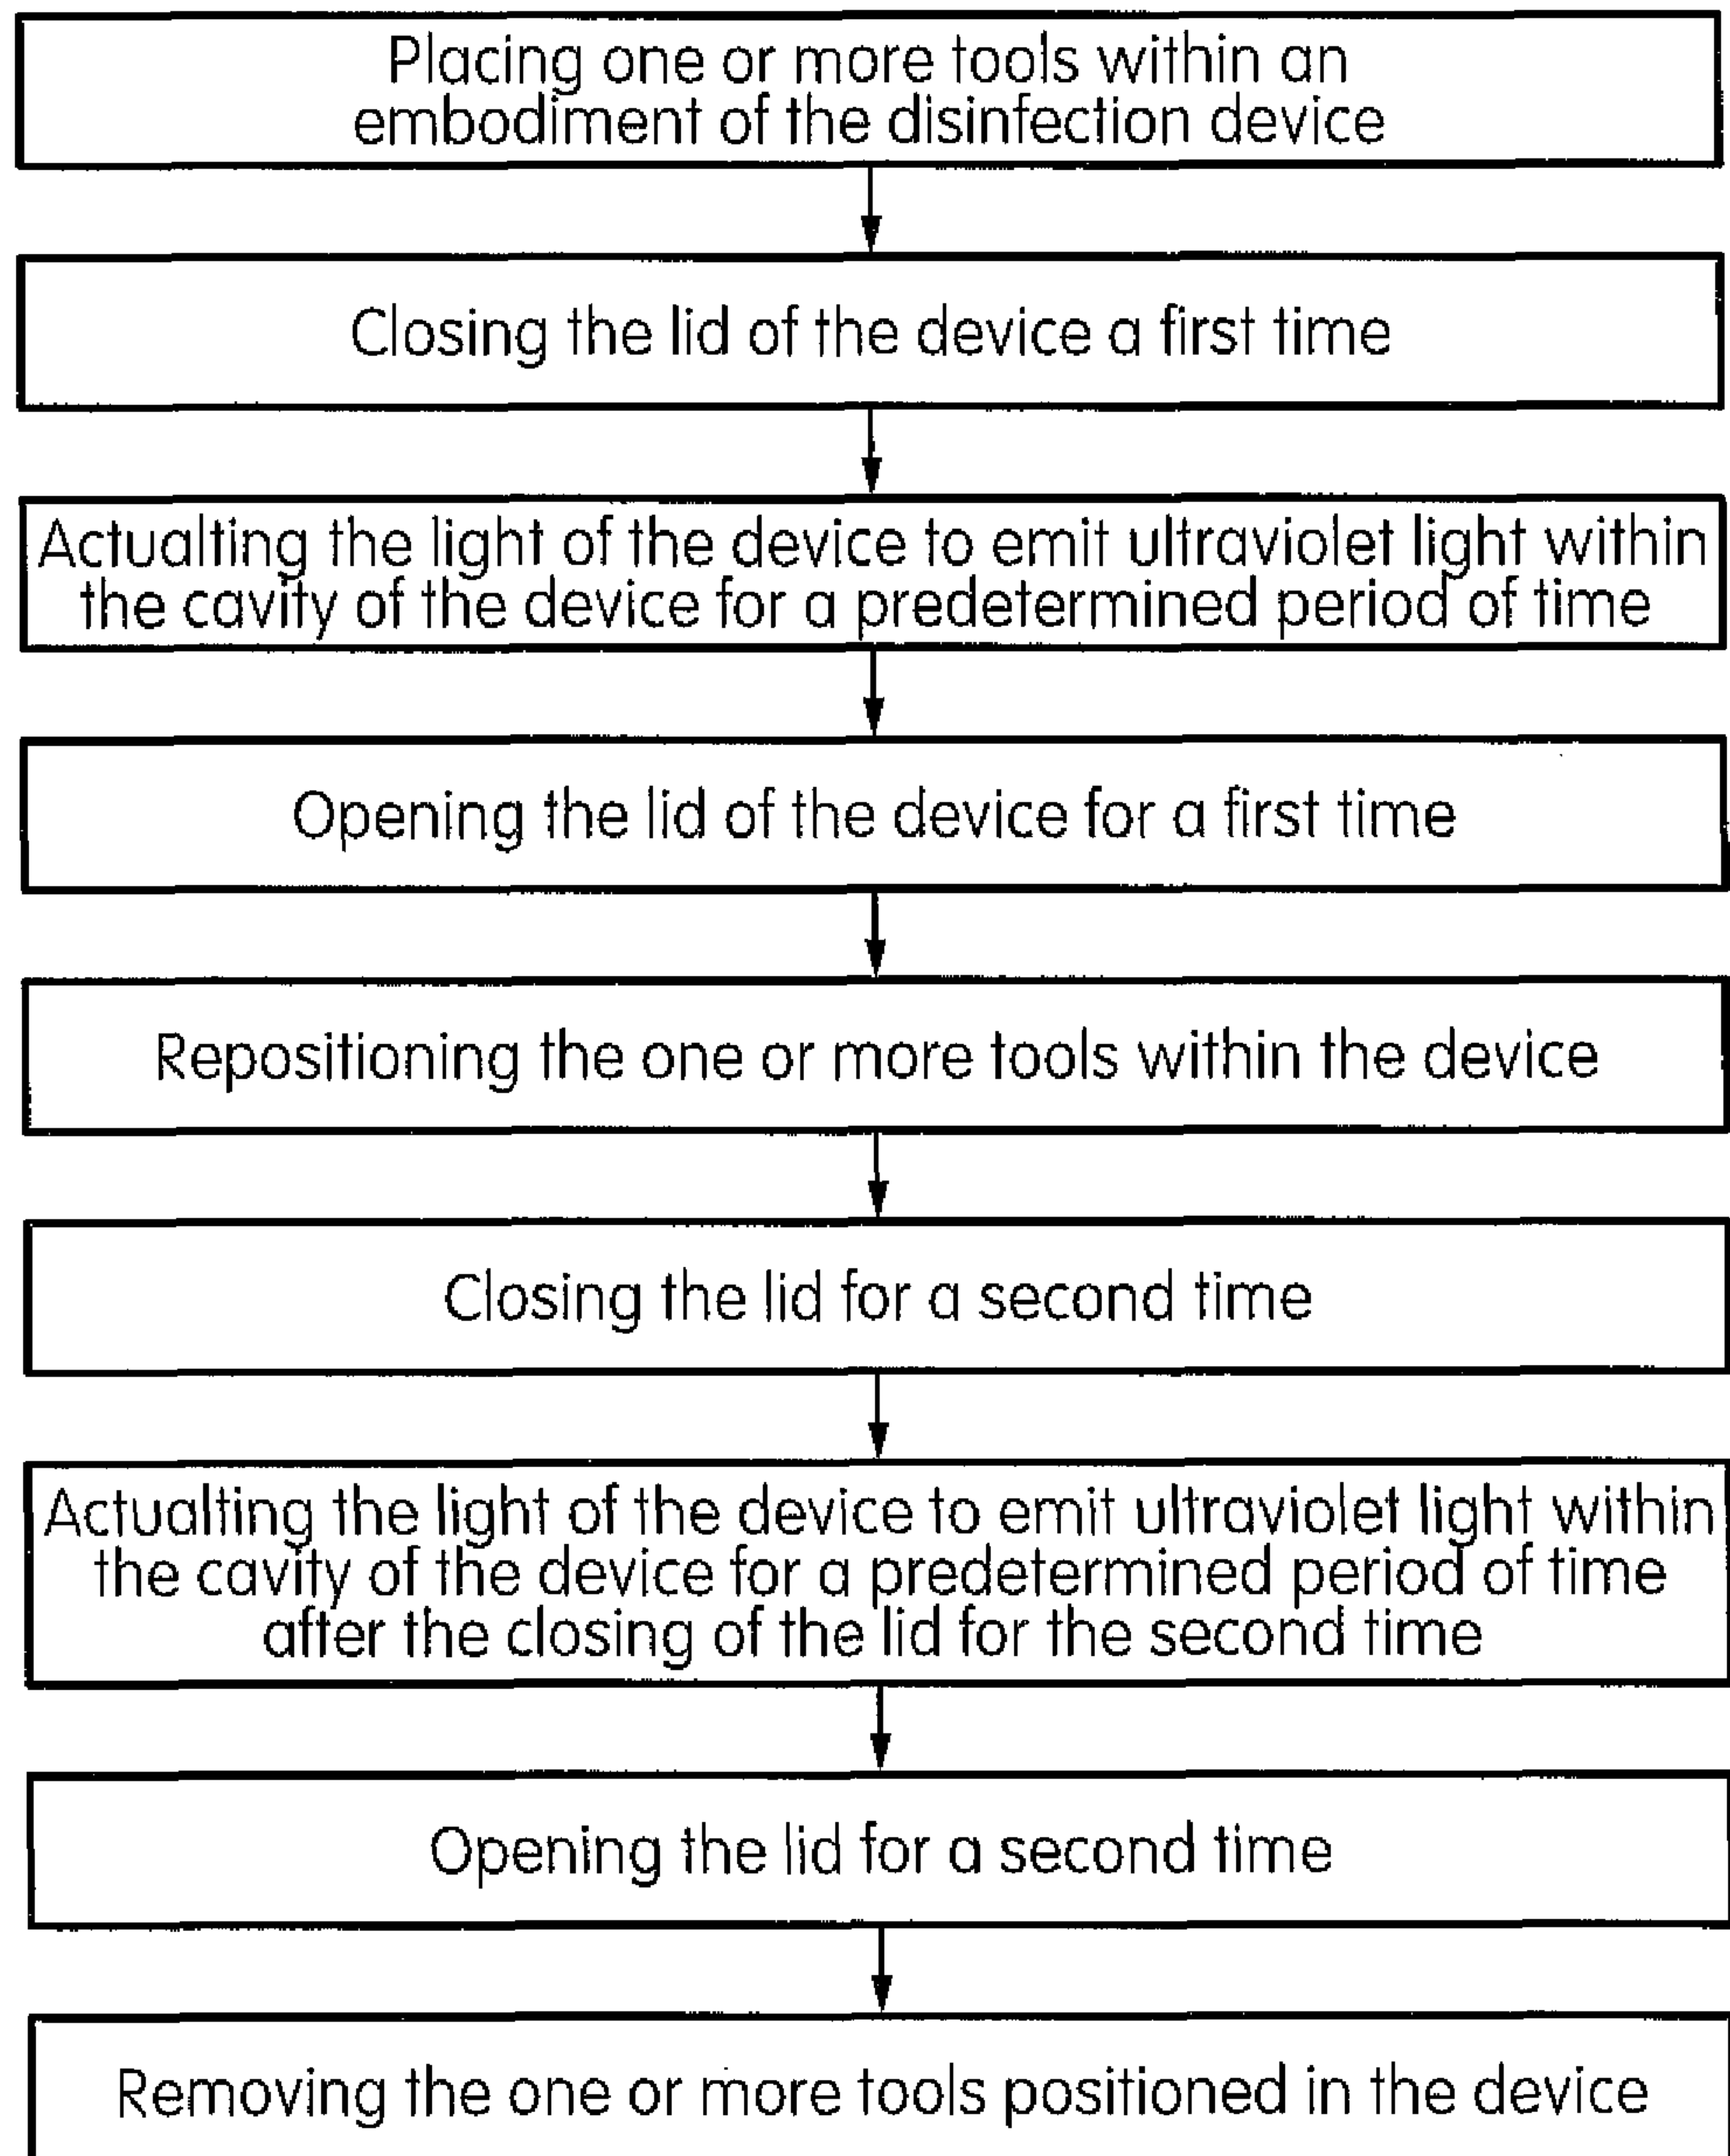 Placing one or more tools within an
embodiment of the disinfection device
Closing the lid of the device a first time
Actualting the light of the device to emit ultraviolet light within
the cavity of the device for a predetermined period of time
Opening the lid of the device for a first time
Repositioning the one or more tools within the device
Closing the lid for a second time
Actualting the light of the device to emit ultraviolet light within
the cavity of the device for a predetermined period of time
after the closing of the lid for the second time
Opening the lid for a second time
Removing the one or more tools positioned in the device